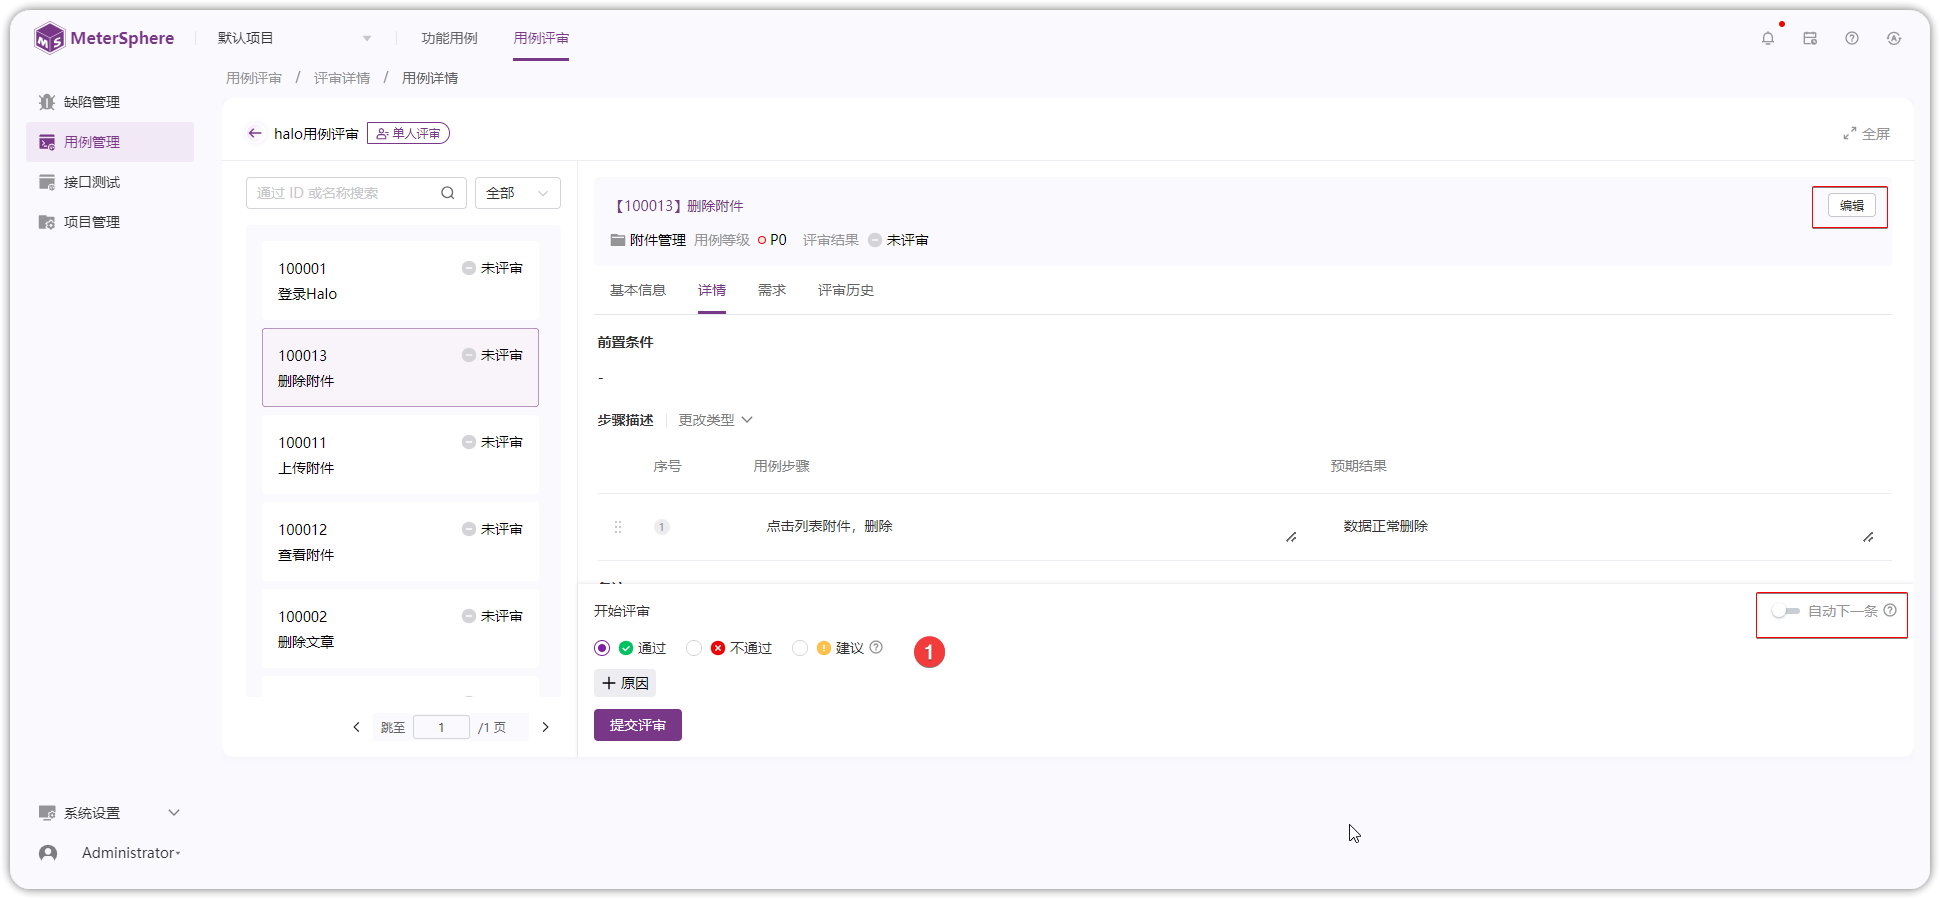 MeterSphere
默认项目
功能用例
用例评审
用例评审 / 评审详情 / 用例详情
缺陷管理
用例管理
接口测试
项目管理
系统设置
Administrator
halo用例评审
单人评审
全屏
通过 ID 或名称搜索
全部
100001 未评审
登录Halo
100013 未评审
删除附件
100011 未评审
上传附件
100012 未评审
查看附件
100002 未评审
删除文章
跳至 1 /1 页
【100013】删除附件
编辑
附件管理 用例等级 P0 评审结果 未评审
基本信息 详情 需求 评审历史
前置条件
-
步骤描述 更改类型
序号 用例步骤 预期结果
1 点击列表附件，删除 数据正常删除
开始评审
自动下一条
通过 不通过 建议
1
+ 原因
提交评审